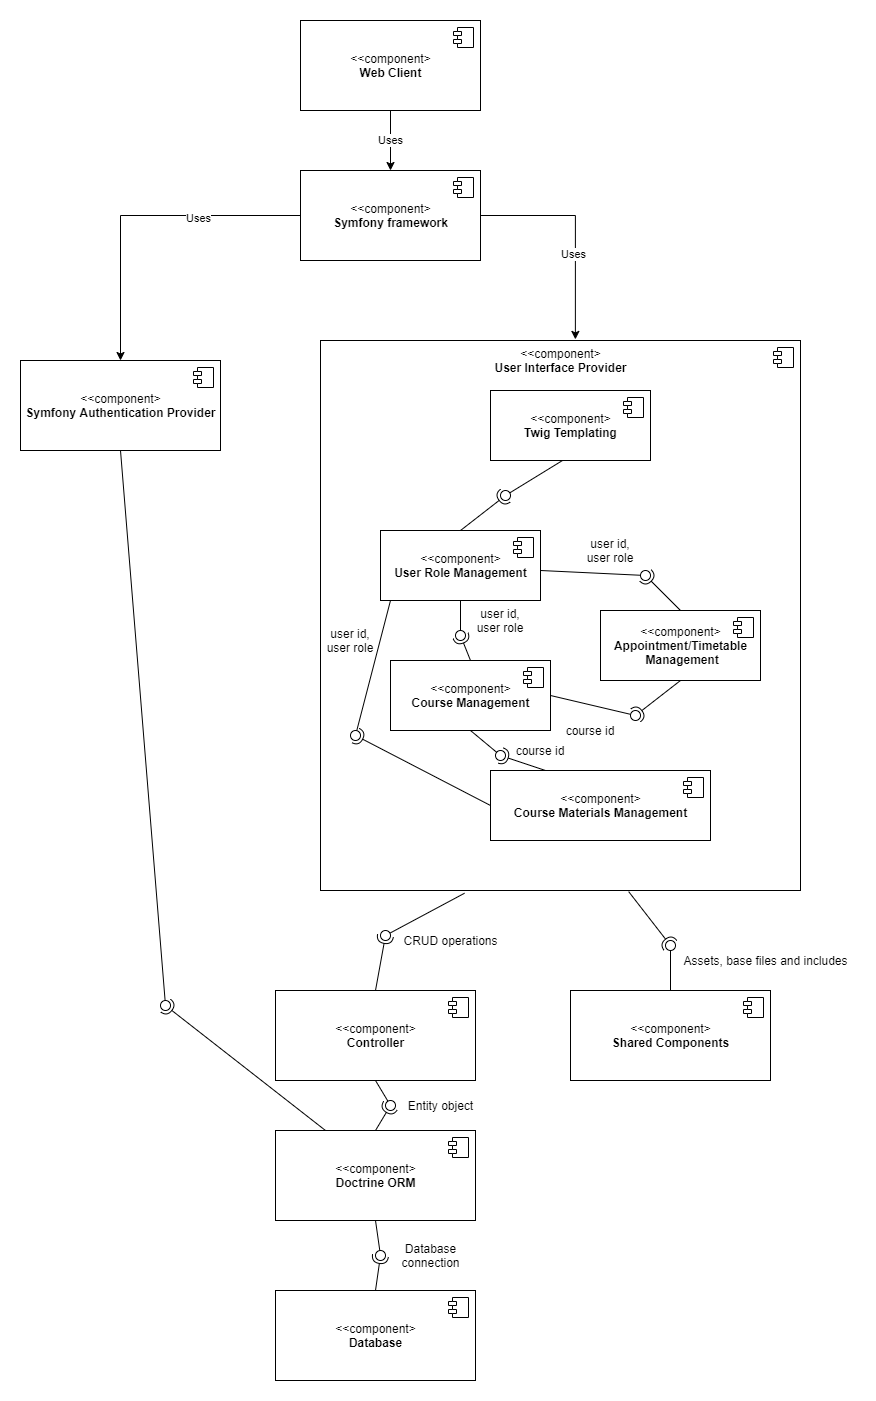 <<component>
Web Client
Uses
<<component>
Symfony framework
Uses
Uses
<<component>
User Interface Provider
<<component>
Symfony Authentication Provider
<<component>
Twig Templating
<<component>
User Role Management
user id,
user role
user id,
user role
user id,
user role
<<component>
Appointment/Timetable
Management
<<component>
Course Management
course id
course id
<<component>
Course Materials Management
CRUD operations
Assets, base files and includes
<<component>
Controller
<<component>
Shared Components
Entity object
<<component>
Doctrine ORM
Database
connection
<<component>
Database